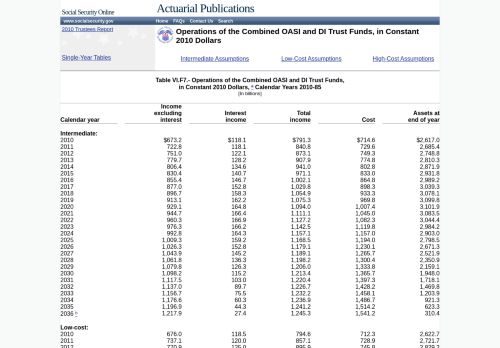 Social Security Online
Actuarial Publications
www.socialsecurity.gov Home FAQs Contact Us Search
2010 Trustees Report
Operations of the Combined OASI and DI Trust Funds, in Constant
2010 Dollars
Single-Year Tables
Intermediate Assumptions Low-Cost Assumptions High-Cost Assumptions
Table VI.F7.- Operations of the Combined OASI and DI Trust Funds,
in Constant 2010 Dollars, a Calendar Years 2010-85
[In billions]
Calendar year Income excluding interest Interest income Total income Cost Assets at end of year
Intermediate:
2010 $673.2 $118.1 $791.3 $714.6 $2,617.0
2011 722.8 118.1 840.8 729.6 2,685.4
2012 751.0 122.1 873.1 749.3 2,748.8
2013 779.7 128.2 907.9 774.8 2,810.3
2014 806.4 134.6 941.0 802.8 2,871.9
2015 830.4 140.7 971.1 833.0 2,931.8
2016 855.4 146.7 1,002.1 864.8 2,989.2
2017 877.0 152.8 1,029.8 898.3 3,039.3
2018 896.7 158.3 1,054.9 933.3 3,078.1
2019 913.1 162.2 1,075.3 969.8 3,099.8
2020 929.1 164.8 1,094.0 1,007.4 3,101.9
2021 944.7 166.4 1,111.1 1,045.0 3,083.5
2022 960.3 166.9 1,127.2 1,082.3 3,044.4
2023 976.3 166.2 1,142.5 1,119.8 2,984.2
2024 992.8 164.3 1,157.1 1,157.0 2,903.0
2025 1,009.3 159.2 1,168.5 1,194.0 2,798.5
2026 1,026.3 152.8 1,179.1 1,230.1 2,671.3
2027 1,043.9 145.2 1,189.1 1,265.7 2,521.9
2028 1,061.8 136.3 1,198.2 1,300.4 2,350.9
2029 1,079.8 126.3 1,206.0 1,333.8 2,159.1
2030 1,098.2 115.2 1,213.4 1,365.7 1,948.0
2031 1,117.5 103.0 1,220.4 1,397.3 1,718.1
2032 1,137.0 89.7 1,226.7 1,428.2 1,469.8
2033 1,156.7 75.5 1,232.2 1,458.1 1,203.9
2034 1,176.6 60.3 1,236.9 1,486.7 921.3
2035 1,196.9 44.3 1,241.2 1,514.2 623.3
2036 b 1,217.9 27.4 1,245.3 1,541.2 310.4
Low-cost:
2010 676.0 118.5 794.6 712.3 2,622.7
2011 737.1 120.0 857.1 728.9 2,721.7